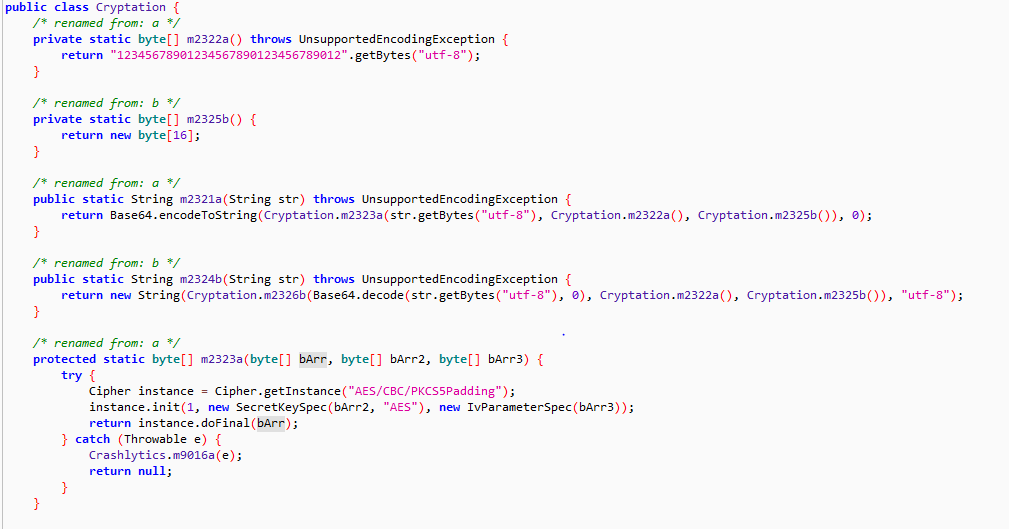 public class Cryptation {
/* renamed from: a */
private static byte[] m2322a() throws UnsupportedEncodingException {
return "12345678901234567890123456789012".getBytes("utf-8");
}
/* renamed from: b */
private static byte[] m2325b() {
return new byte[16];
}
/* renamed from: a */
public static String m2321a(String str) throws UnsupportedEncodingException {
return Base64.encodeToString(Cryptation.m2323a(str.getBytes("utf-8"), Cryptation.m2322a(), Cryptation.m2325b()), 0);
}
/* renamed from: b */
public static String m2324b(String str) throws UnsupportedEncodingException {
return new String(Cryptation.m2326b(Base64.decode(str.getBytes("utf-8"), 0), Cryptation.m2322a(), Cryptation.m2325b()), "utf-8");
}
/* renamed from: a */
protected static byte[] m2323a(byte[] bArr, byte[] bArr2, byte[] bArr3) {
try {
Cipher instance = Cipher.getInstance("AES/CBC/PKCS5Padding");
instance.init(1, new SecretKeySpec(bArr2, "AES"), new IvParameterSpec(bArr3));
return instance.doFinal(bArr);
} catch (Throwable e) {
Crashlytics.m9016a(e);
return null;
}
}